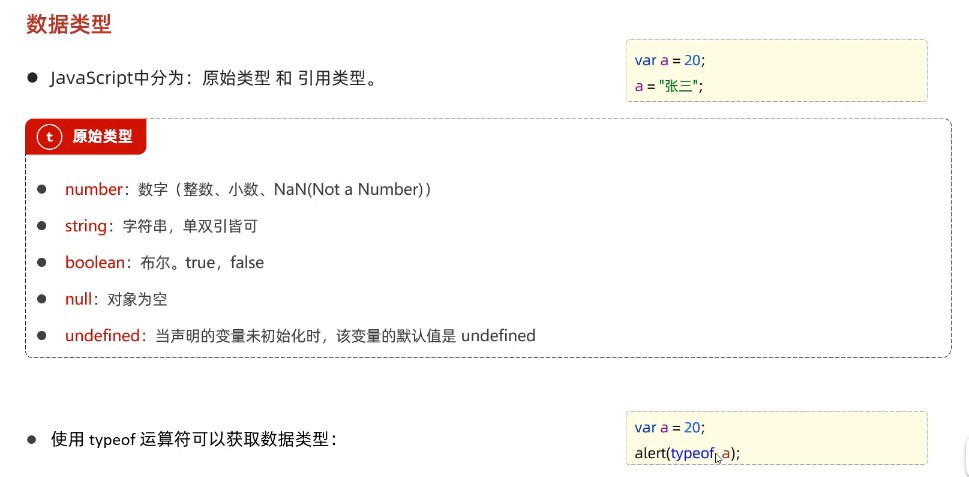 数据类型
JavaScript中分为：原始类型 和 引用类型。
var a = 20;
a = "张三";
t 原始类型
number：数字（整数、小数、NaN(Not a Number)）
string：字符串，单双引皆可
boolean：布尔。true，false
null：对象为空
undefined：当声明的变量未初始化时，该变量的默认值是 undefined
使用 typeof 运算符可以获取数据类型：
var a = 20;
alert(typeof a);